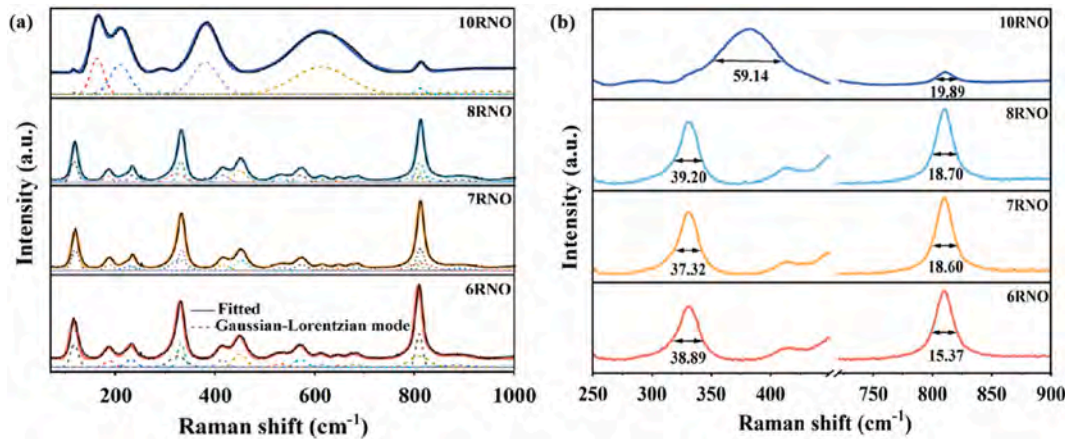 (a)
10RNO
8RNO
7RNO
6RNO
Fitted
Gaussian-Lorentzian mode
Intensity (a.u.)
200 400 600 800 1000
Raman shift (cm⁻¹)
(b)
10RNO
59.14
19.89
8RNO
39.20
18.70
7RNO
37.32
18.60
6RNO
38.89
15.37
Intensity (a.u.)
250 300 350 400 750 800 850 900
Raman shift (cm⁻¹)